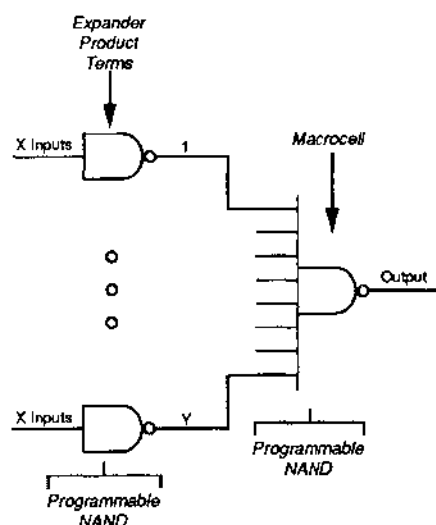 Expander
Product
Terms
X Inputs
1
Macrocell
Output
X Inputs
Y
Programmable
NAND
Programmable
NAND